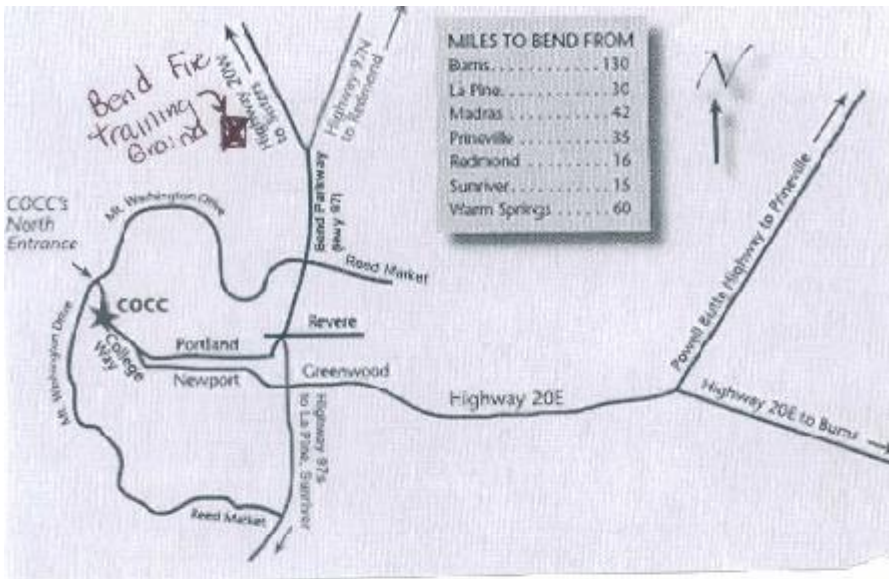 Bend Fire
training
Ground
Highway 20W
to Sisters
Highway 97N
to Redmond
MILES TO BEND FROM
Burns............130
La Pine............30
Madras............42
Prineville............35
Redmond............16
Sunriver............15
Warm Springs......60
N
COCC's
North
Entrance
Mt. Washington Drive
Bend Parkway
(Hwy 97)
Reed Market
COCC
Mt. Washington Drive
College
Way
Portland
Revere
Newport
Greenwood
Highway 20E
Powell Butte Highway to Prineville
Highway 20E to Burns
Highway 97s
to La Pine, Sunriver
Reed Market